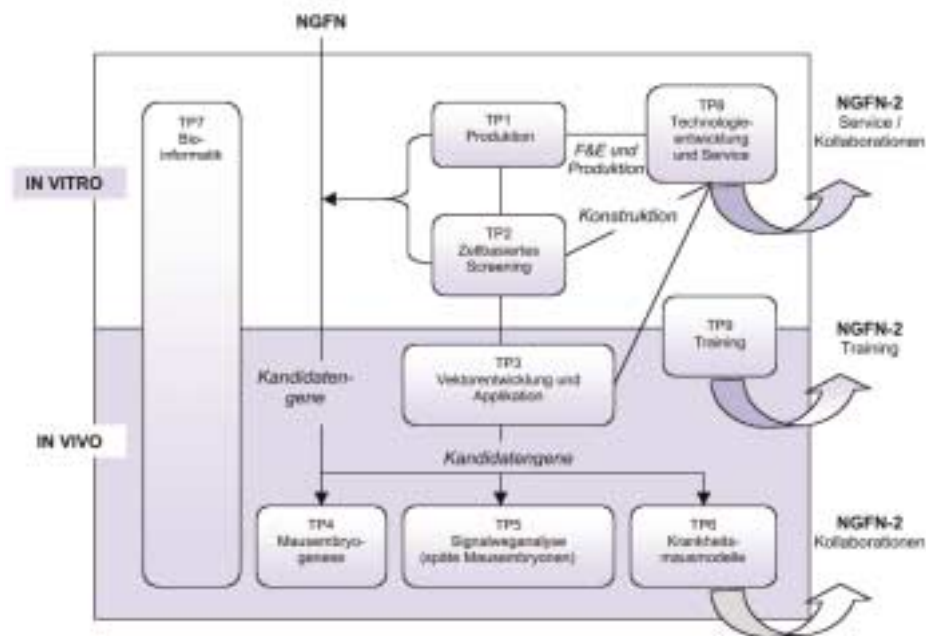 NGFN
TP7
Bio-
informatik
TP1
Produktion
TP8
Technologie-
entwicklung
und Service
NGFN-2
Service /
Kollaborationen
F&E und
Produktion
IN VITRO
Konstruktion
TP2
Zellbasiertes
Screening
TP9
Training
NGFN-2
Training
TP3
Vektorentwicklung und
Applikation
Kandidaten-
gene
IN VIVO
Kandidatengene
TP4
Mausembryo-
genese
TP5
Signalweganalyse
(späte Mausembryonen)
TP6
Krankheits-
mausmodelle
NGFN-2
Kollaborationen